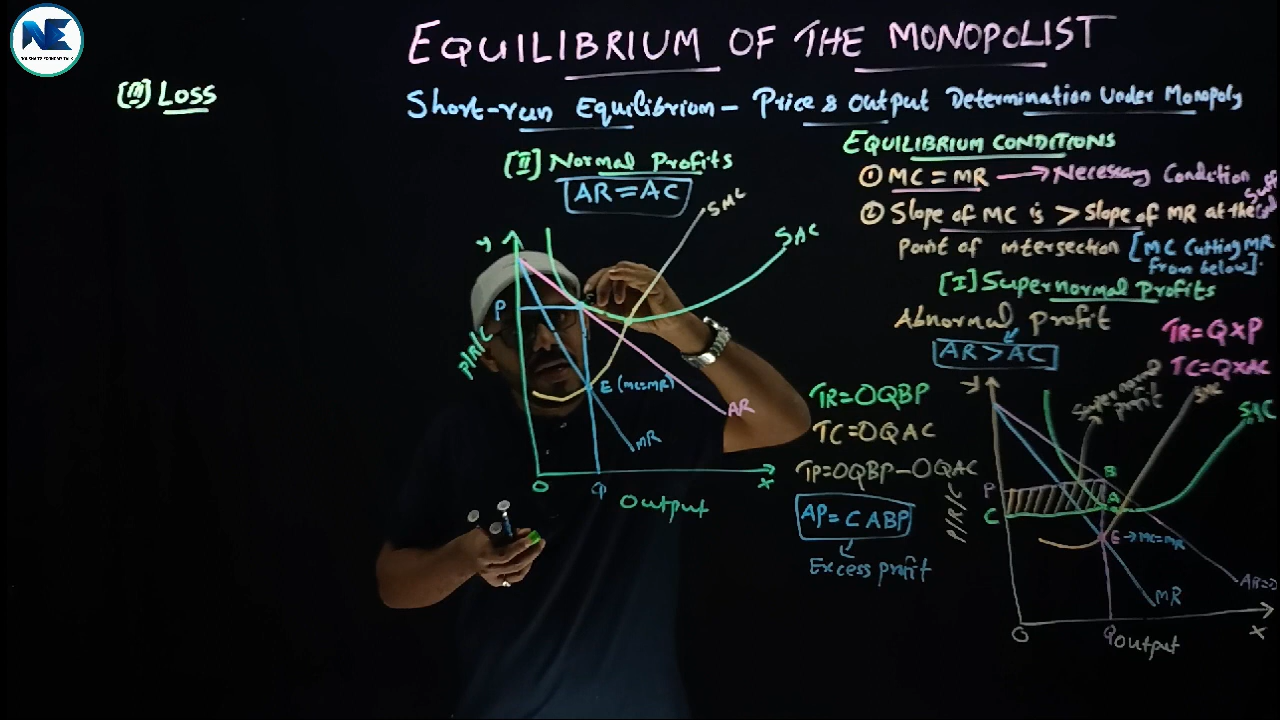 NE
EQUILIBRIUM OF THE MONOPOLIST
Short-run Equilibrium - Price & Output Determination Under Monopoly
[III] Loss
[II] Normal Profits
AR = AC
y
SMC
SAC
P
P/R/C
E (MC=MR)
AR
MR
O
Q
x
Output
EQUILIBRIUM CONDITIONS
① MC = MR → Necessary Condition
② Slope of MC is > Slope of MR at the
Point of intersection [MC Cutting MR
from below].
[I] Supernormal Profits
Abnormal profit
AR > AC
TR = Q×P
TC = Q×AC
TR = OQBP
TC = OQAC
TP = OQBP - OQAC
AP = CABP
Excess profit
y
Supernormal
profit
SMC
SAC
P
B
A
C
P/R/C
E → MC=MR
MR
O
Q
Output
x